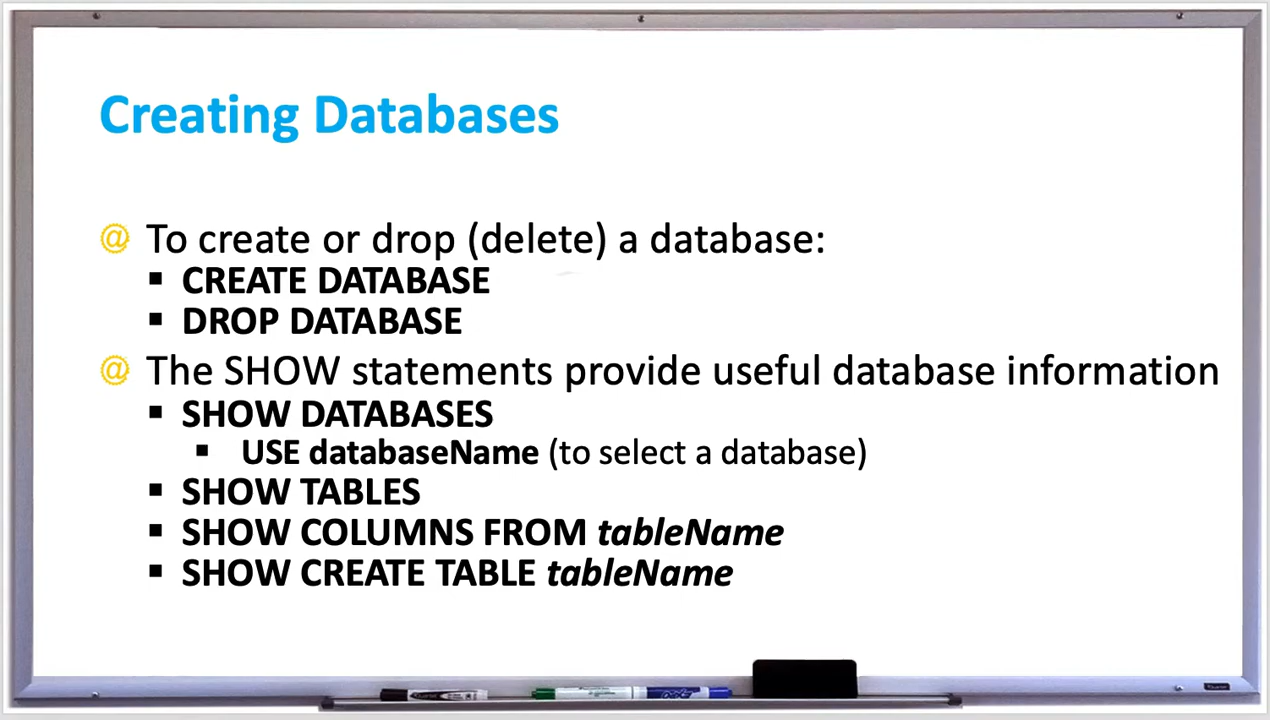 Creating Databases
@ To create or drop (delete) a database:
▪ CREATE DATABASE
▪ DROP DATABASE
@ The SHOW statements provide useful database information
▪ SHOW DATABASES
▪ USE databaseName (to select a database)
▪ SHOW TABLES
▪ SHOW COLUMNS FROM tableName
▪ SHOW CREATE TABLE tableName